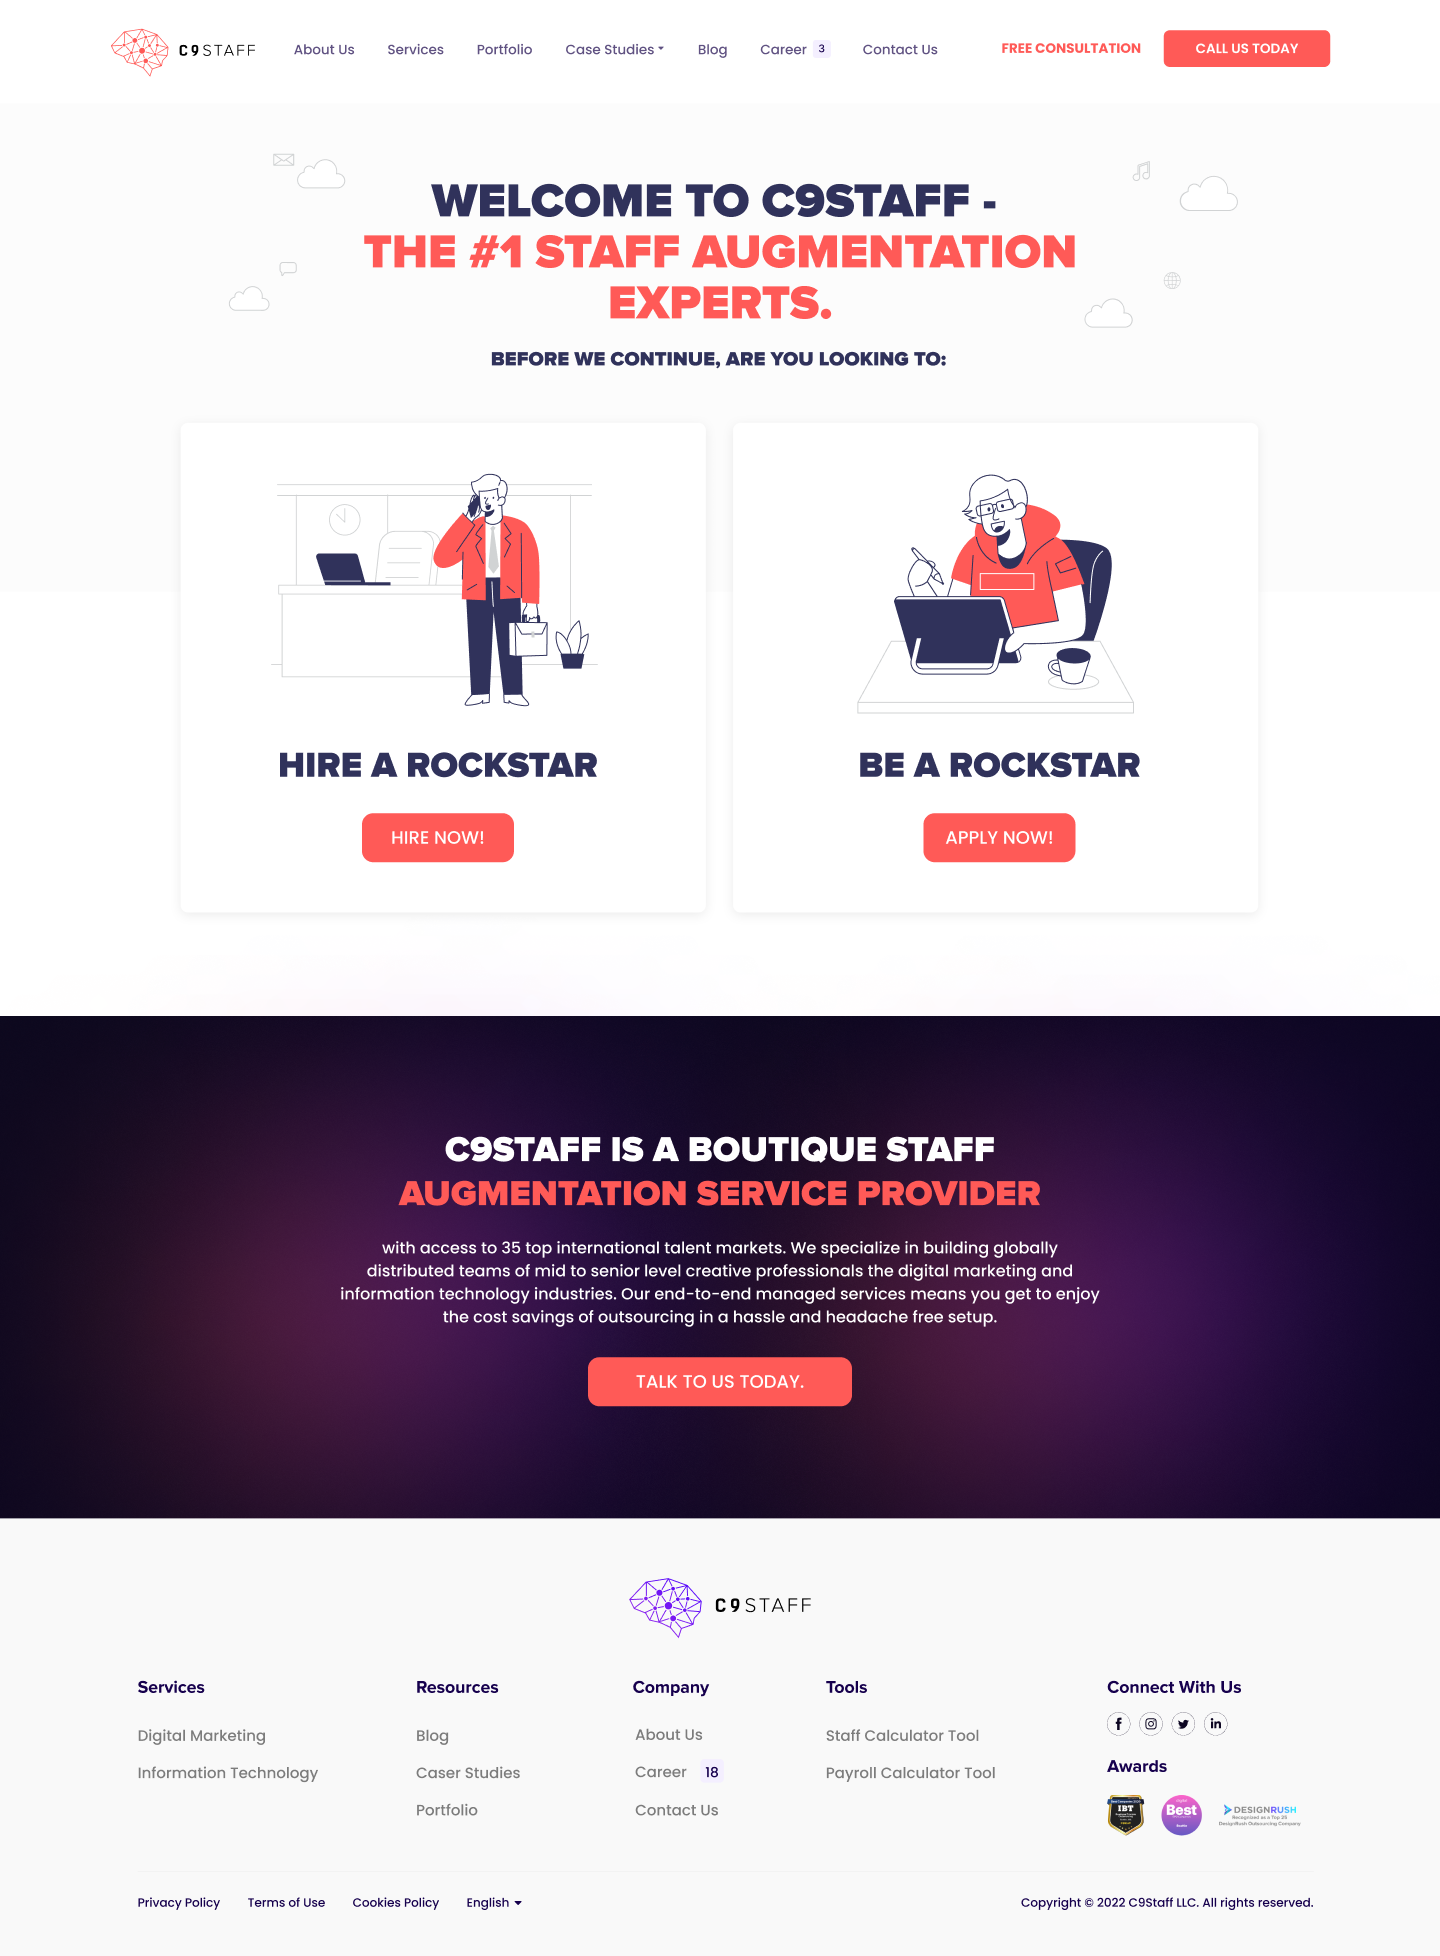 C9STAFF
About Us
Services
Portfolio
Case Studies
Blog
Career 3
Contact Us
FREE CONSULTATION
CALL US TODAY
WELCOME TO C9STAFF -
THE #1 STAFF AUGMENTATION
EXPERTS.
BEFORE WE CONTINUE, ARE YOU LOOKING TO:
HIRE A ROCKSTAR
HIRE NOW!
BE A ROCKSTAR
APPLY NOW!
C9STAFF IS A BOUTIQUE STAFF
AUGMENTATION SERVICE PROVIDER
with access to 35 top international talent markets. We specialize in building globally
distributed teams of mid to senior level creative professionals the digital marketing and
information technology industries. Our end-to-end managed services means you get to enjoy
the cost savings of outsourcing in a hassle and headache free setup.
TALK TO US TODAY.
C9STAFF
Services
Digital Marketing
Information Technology
Resources
Blog
Caser Studies
Portfolio
Company
About Us
Career 18
Contact Us
Tools
Staff Calculator Tool
Payroll Calculator Tool
Connect With Us
Awards
IBT
Best
DESIGNRUSH
Recognized as a Top 25
DesignRush Outsourcing Company
Privacy Policy
Terms of Use
Cookies Policy
English
Copyright © 2022 C9Staff LLC. All rights reserved.